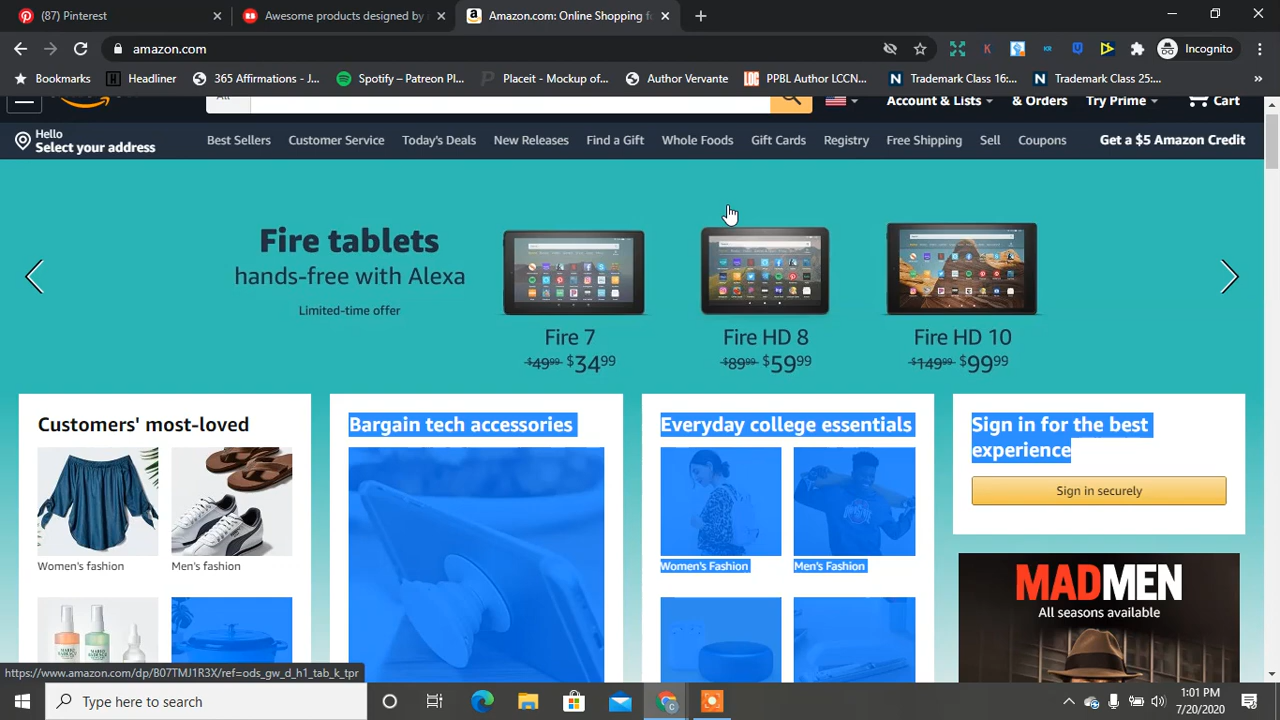 (87) Pinterest
Awesome products designed by
Amazon.com: Online Shopping fo
amazon.com
Incognito
Bookmarks
Headliner
365 Affirmations - J...
Spotify – Patreon Pl...
Placeit - Mockup of...
Author Vervante
PPBL Author LCCN...
Trademark Class 16:...
Trademark Class 25:...
All
Account & Lists
& Orders
Try Prime
Cart
Hello
Select your address
Best Sellers
Customer Service
Today's Deals
New Releases
Find a Gift
Whole Foods
Gift Cards
Registry
Free Shipping
Sell
Coupons
Get a $5 Amazon Credit
Fire tablets
hands-free with Alexa
Limited-time offer
Fire 7
$49.99 $34.99
Fire HD 8
$89.99 $59.99
Fire HD 10
$149.99 $99.99
Customers' most-loved
Women's fashion
Men's fashion
Bargain tech accessories
Everyday college essentials
Women's Fashion
Men's Fashion
Sign in for the best
experience
Sign in securely
MADMEN
All seasons available
https://www.amazon.com/dp/B07TMJ1R3X/ref=ods_gw_d_h1_tab_k_tpr
Type here to search
1:01 PM
7/20/2020